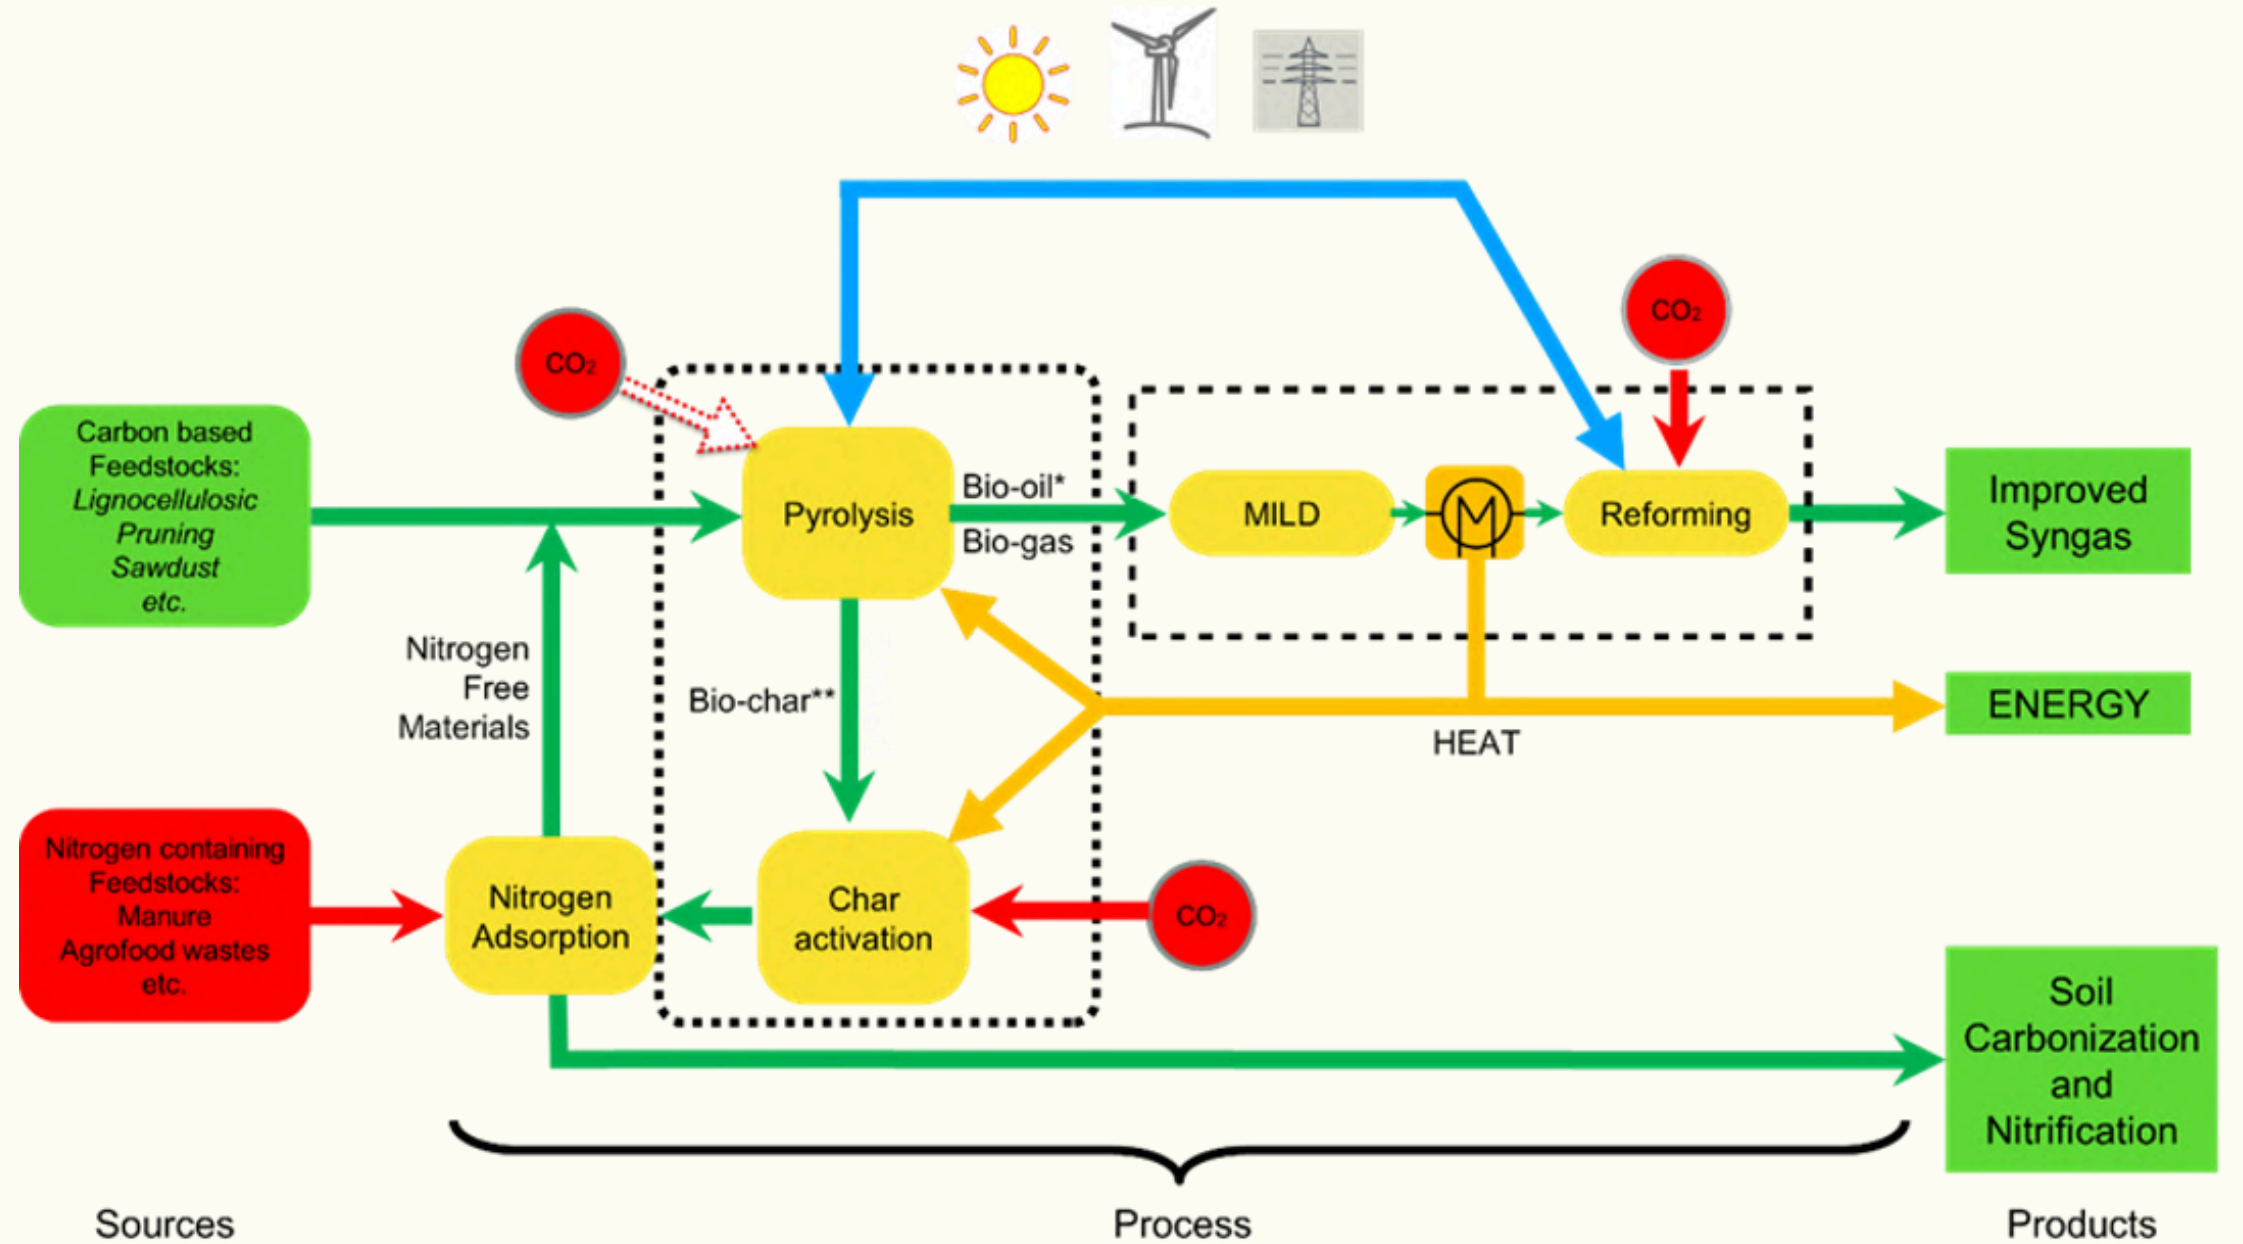 CO₂
CO₂
Carbon based
Feedstocks:
Lignocellulosic
Pruning
Sawdust
etc.
Pyrolysis
Bio-oil*
Bio-gas
MILD
M
Reforming
Improved
Syngas
Nitrogen
Free
Materials
Bio-char**
HEAT
ENERGY
Nitrogen containing
Feedstocks:
Manure
Agrofood wastes
etc.
Nitrogen
Adsorption
Char
activation
CO₂
Soil
Carbonization
and
Nitrification
Sources
Process
Products